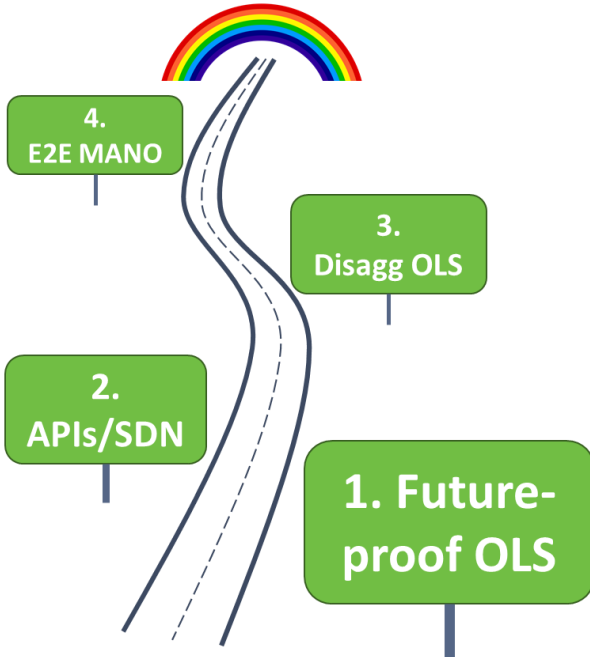 4.
E2E MANO
3.
Disagg OLS
2.
APIs/SDN
1. Future-
proof OLS